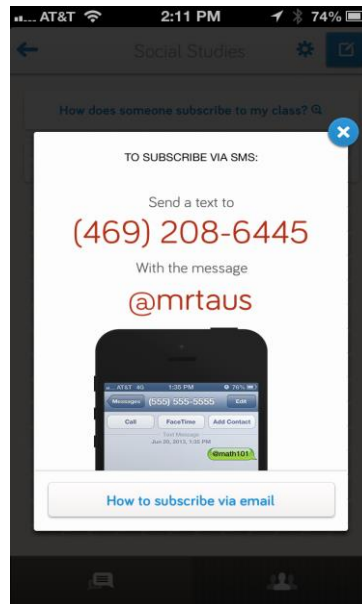 AT&T 2:11 PM 74%
Social Studies
How does someone subscribe to my class?
TO SUBSCRIBE VIA SMS:
Send a text to
(469) 208-6445
With the message
@mrtaus
AT&T 4G 1:35 PM 76%
Messages (555) 555-5555 Edit
Call FaceTime Add Contact
Text Message
Jun 20, 2013, 1:35 PM
@math101
How to subscribe via email